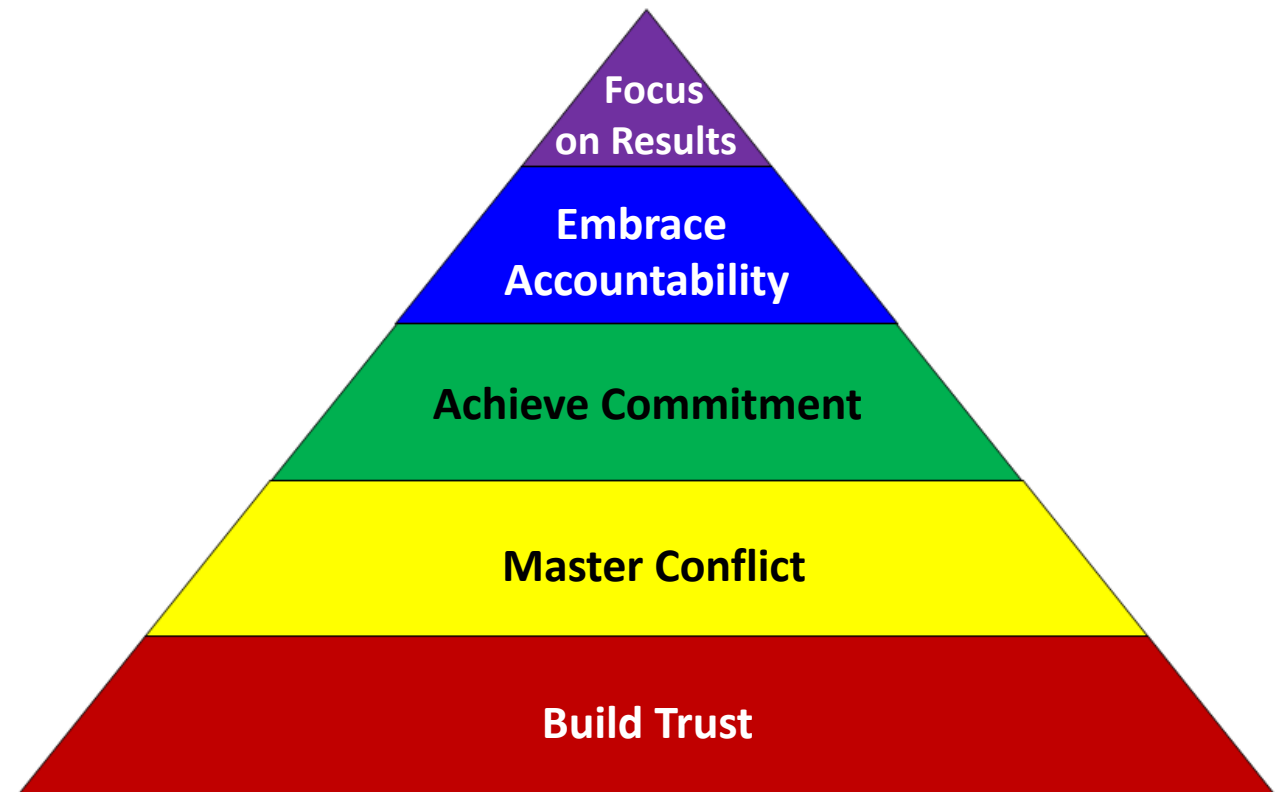 Focus
on Results
Embrace
Accountability
Achieve Commitment
Master Conflict
Build Trust